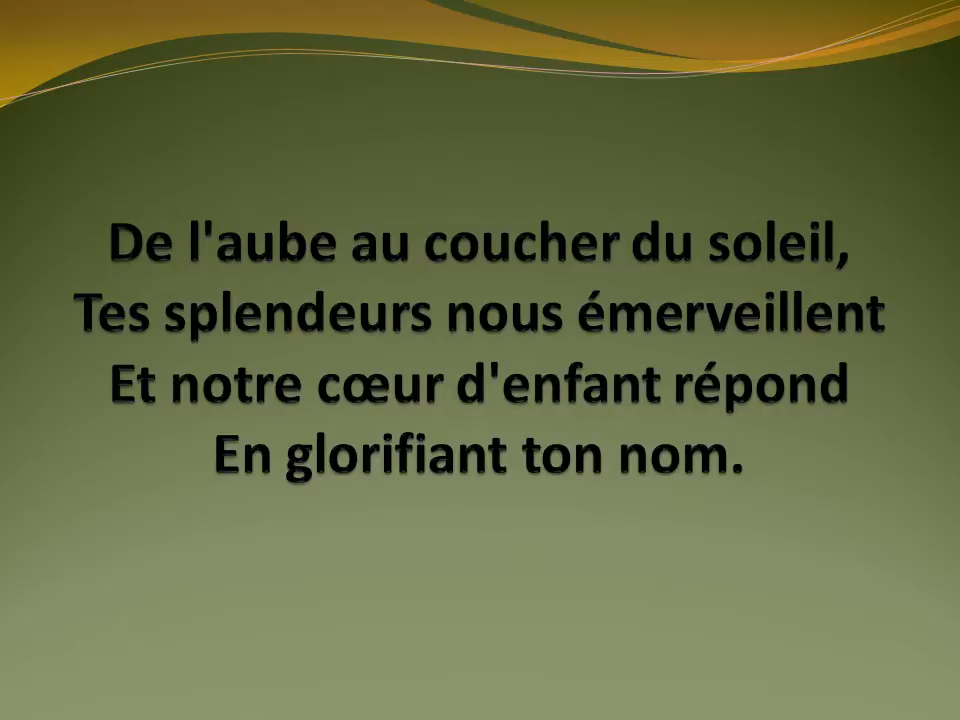 De l'aube au coucher du soleil,
Tes splendeurs nous émerveillent
Et notre cœur d'enfant répond
En glorifiant ton nom.